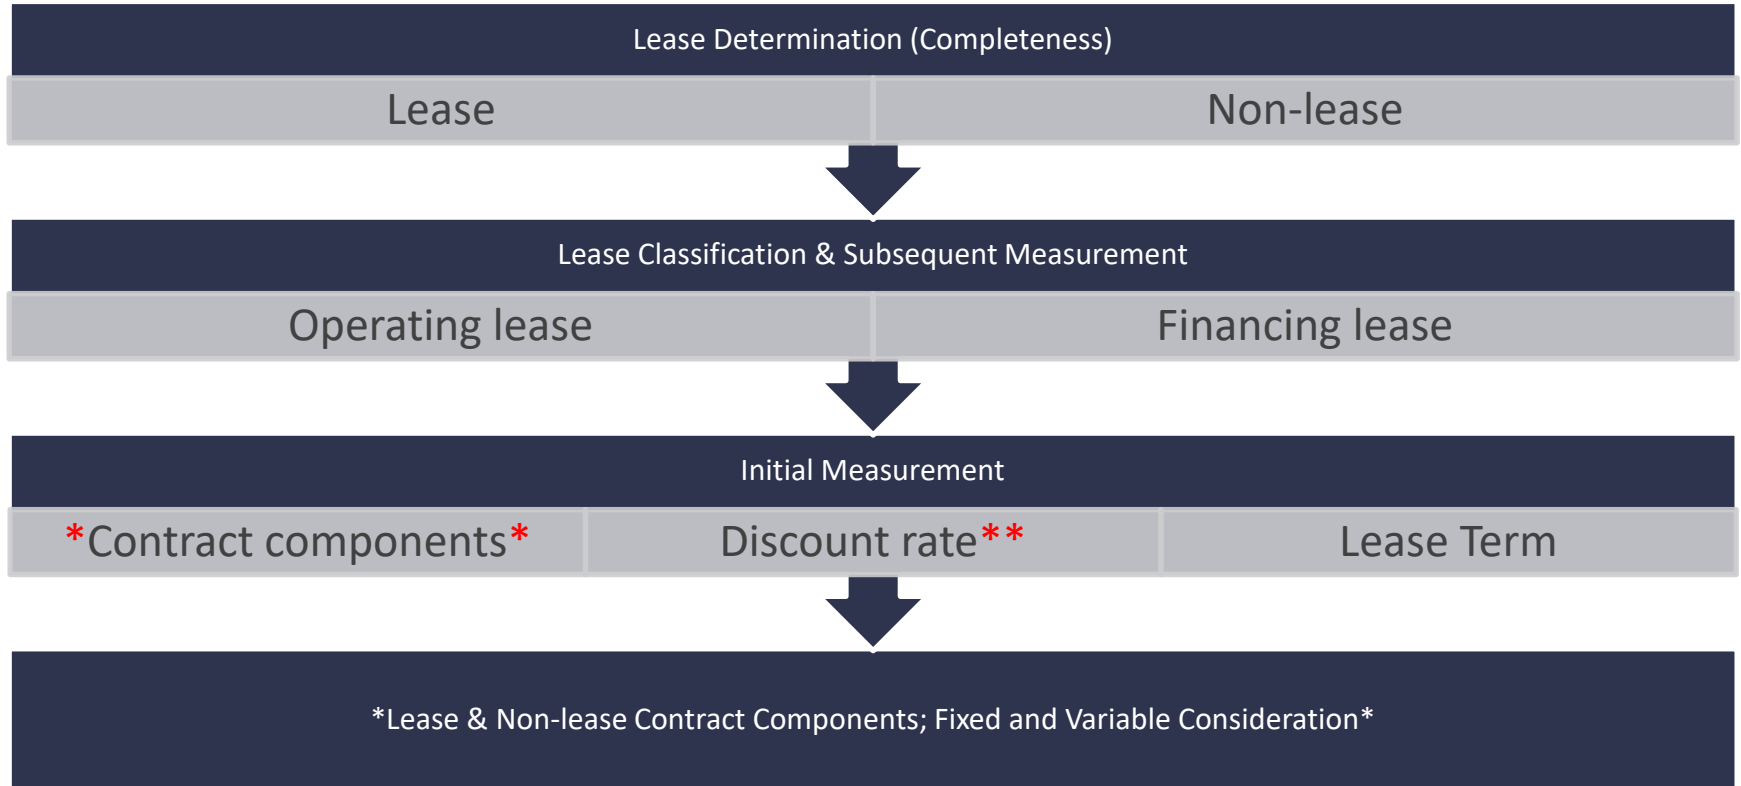 Lease Determination (Completeness)
Lease
Non-lease
Lease Classification & Subsequent Measurement
Operating lease
Financing lease
Initial Measurement
*Contract components*
Discount rate**
Lease Term
*Lease & Non-lease Contract Components; Fixed and Variable Consideration*